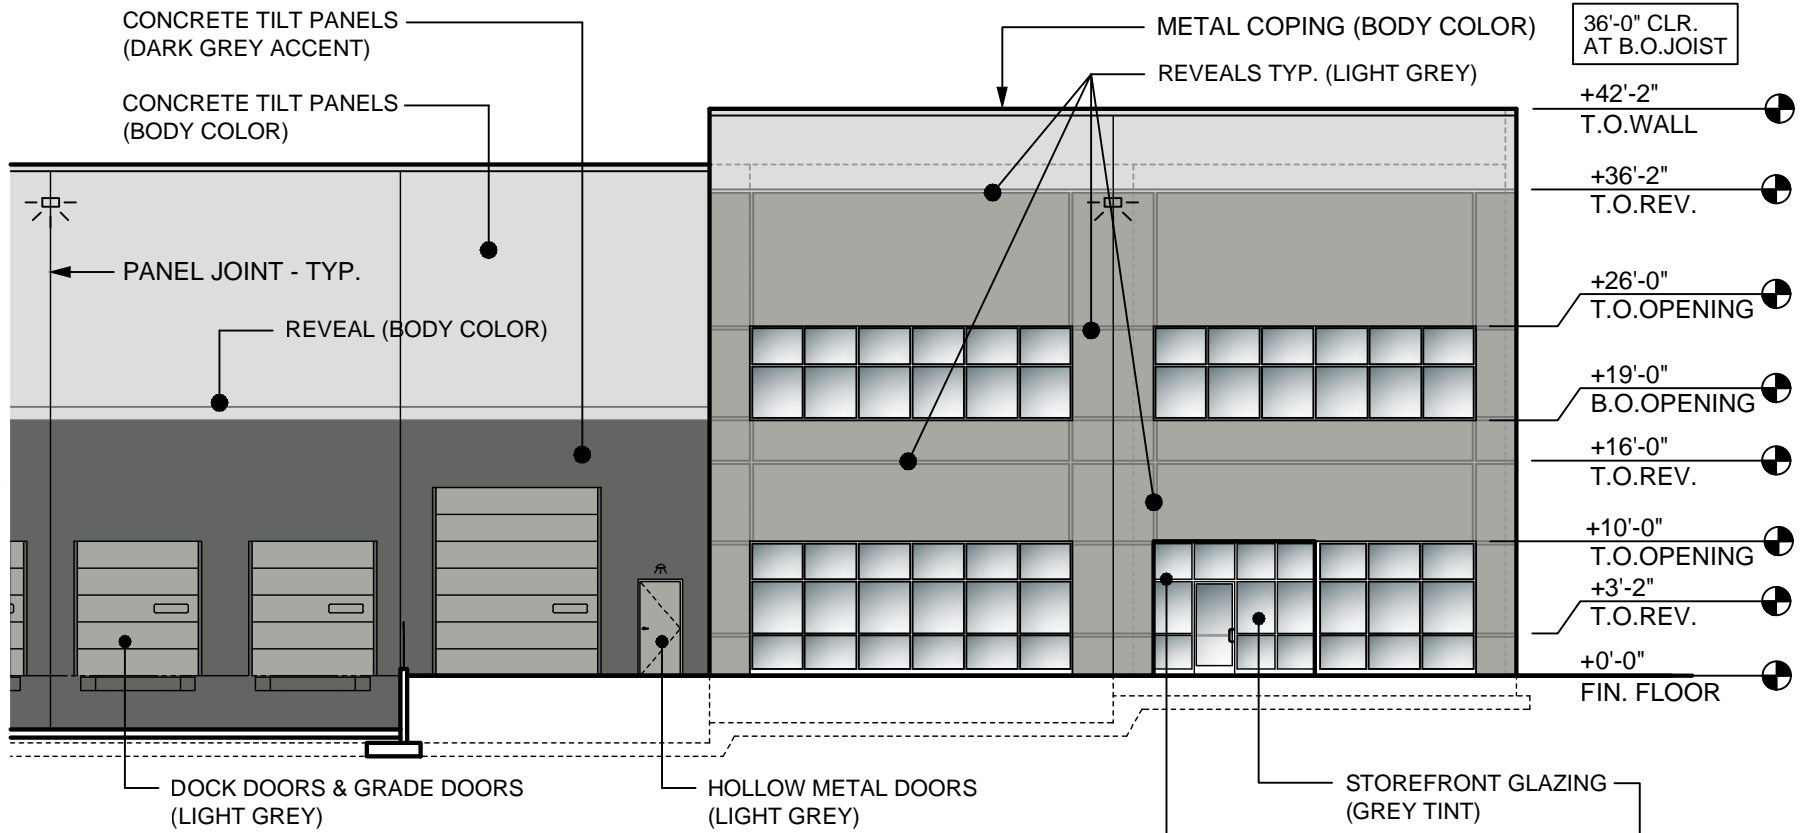 CONCRETE TILT PANELS
(DARK GREY ACCENT)
CONCRETE TILT PANELS
(BODY COLOR)
METAL COPING (BODY COLOR)
REVEALS TYP. (LIGHT GREY)
36'-0" CLR.
AT B.O.JOIST
+42'-2"
T.O.WALL
+36'-2"
T.O.REV.
PANEL JOINT - TYP.
REVEAL (BODY COLOR)
+26'-0"
T.O.OPENING
+19'-0"
B.O.OPENING
+16'-0"
T.O.REV.
+10'-0"
T.O.OPENING
+3'-2"
T.O.REV.
+0'-0"
FIN. FLOOR
DOCK DOORS & GRADE DOORS
(LIGHT GREY)
HOLLOW METAL DOORS
(LIGHT GREY)
STOREFRONT GLAZING
(GREY TINT)